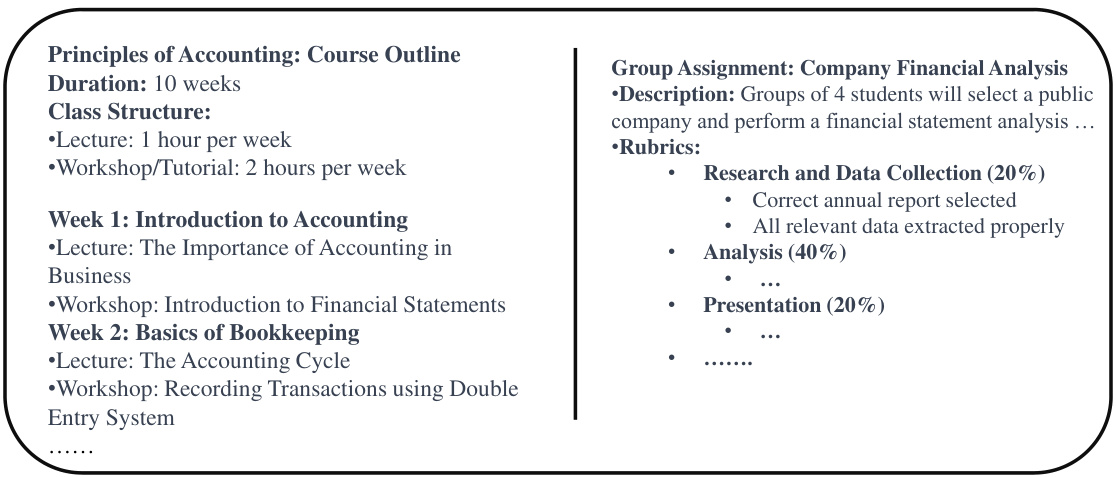 Principles of Accounting: Course Outline
Duration: 10 weeks
Class Structure:
•Lecture: 1 hour per week
•Workshop/Tutorial: 2 hours per week
Week 1: Introduction to Accounting
•Lecture: The Importance of Accounting in
Business
•Workshop: Introduction to Financial Statements
Week 2: Basics of Bookkeeping
•Lecture: The Accounting Cycle
•Workshop: Recording Transactions using Double
Entry System
……
Group Assignment: Company Financial Analysis
•Description: Groups of 4 students will select a public
company and perform a financial statement analysis …
•Rubrics:
• Research and Data Collection (20%)
• Correct annual report selected
• All relevant data extracted properly
• Analysis (40%)
• …
• Presentation (20%)
• …
• …….